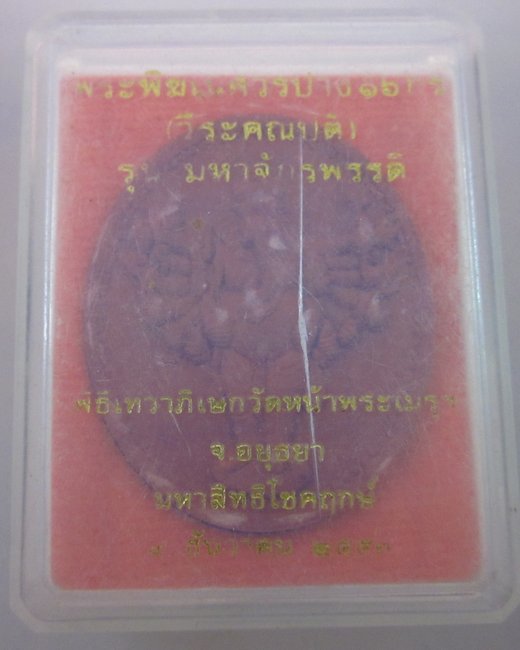 พระพิฆเนศวรปาง๑๖กร
(วีระคณปติ)
รุ่น มหาจักรพรรดิ
พิธีเทวาภิเษกวัดหน้าพระเมรุฯ
จ.อยุธยา
มหาสิทธิโชคฤกษ์
ธันวาคม